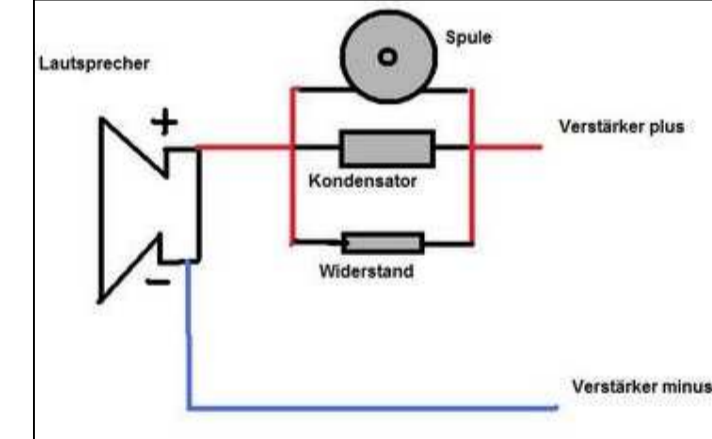 Spule
Lautsprecher
+
Verstärker plus
Kondensator
Widerstand
−
Verstärker minus